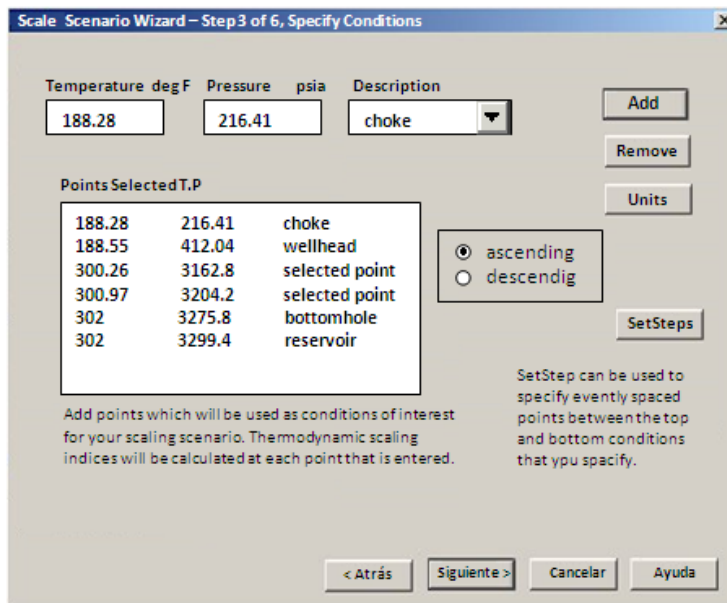 Scale Scenario Wizard – Step 3 of 6, Specify Conditions
Temperature deg F Pressure psia Description
188.28 216.41 choke
Add
Remove
Units
Points Selected T.P
188.28 216.41 choke
188.55 412.04 wellhead
300.26 3162.8 selected point
300.97 3204.2 selected point
302 3275.8 bottomhole
302 3299.4 reservoir
ascending
descendig
SetSteps
Add points which will be used as conditions of interest
for your scaling scenario. Thermodynamic scaling
indices will be calculated at each point that is entered.
SetStep can be used to
specify evently spaced
points between the top
and bottom conditions
that ypu spacify.
< Atrás
Siguiente >
Cancelar
Ayuda